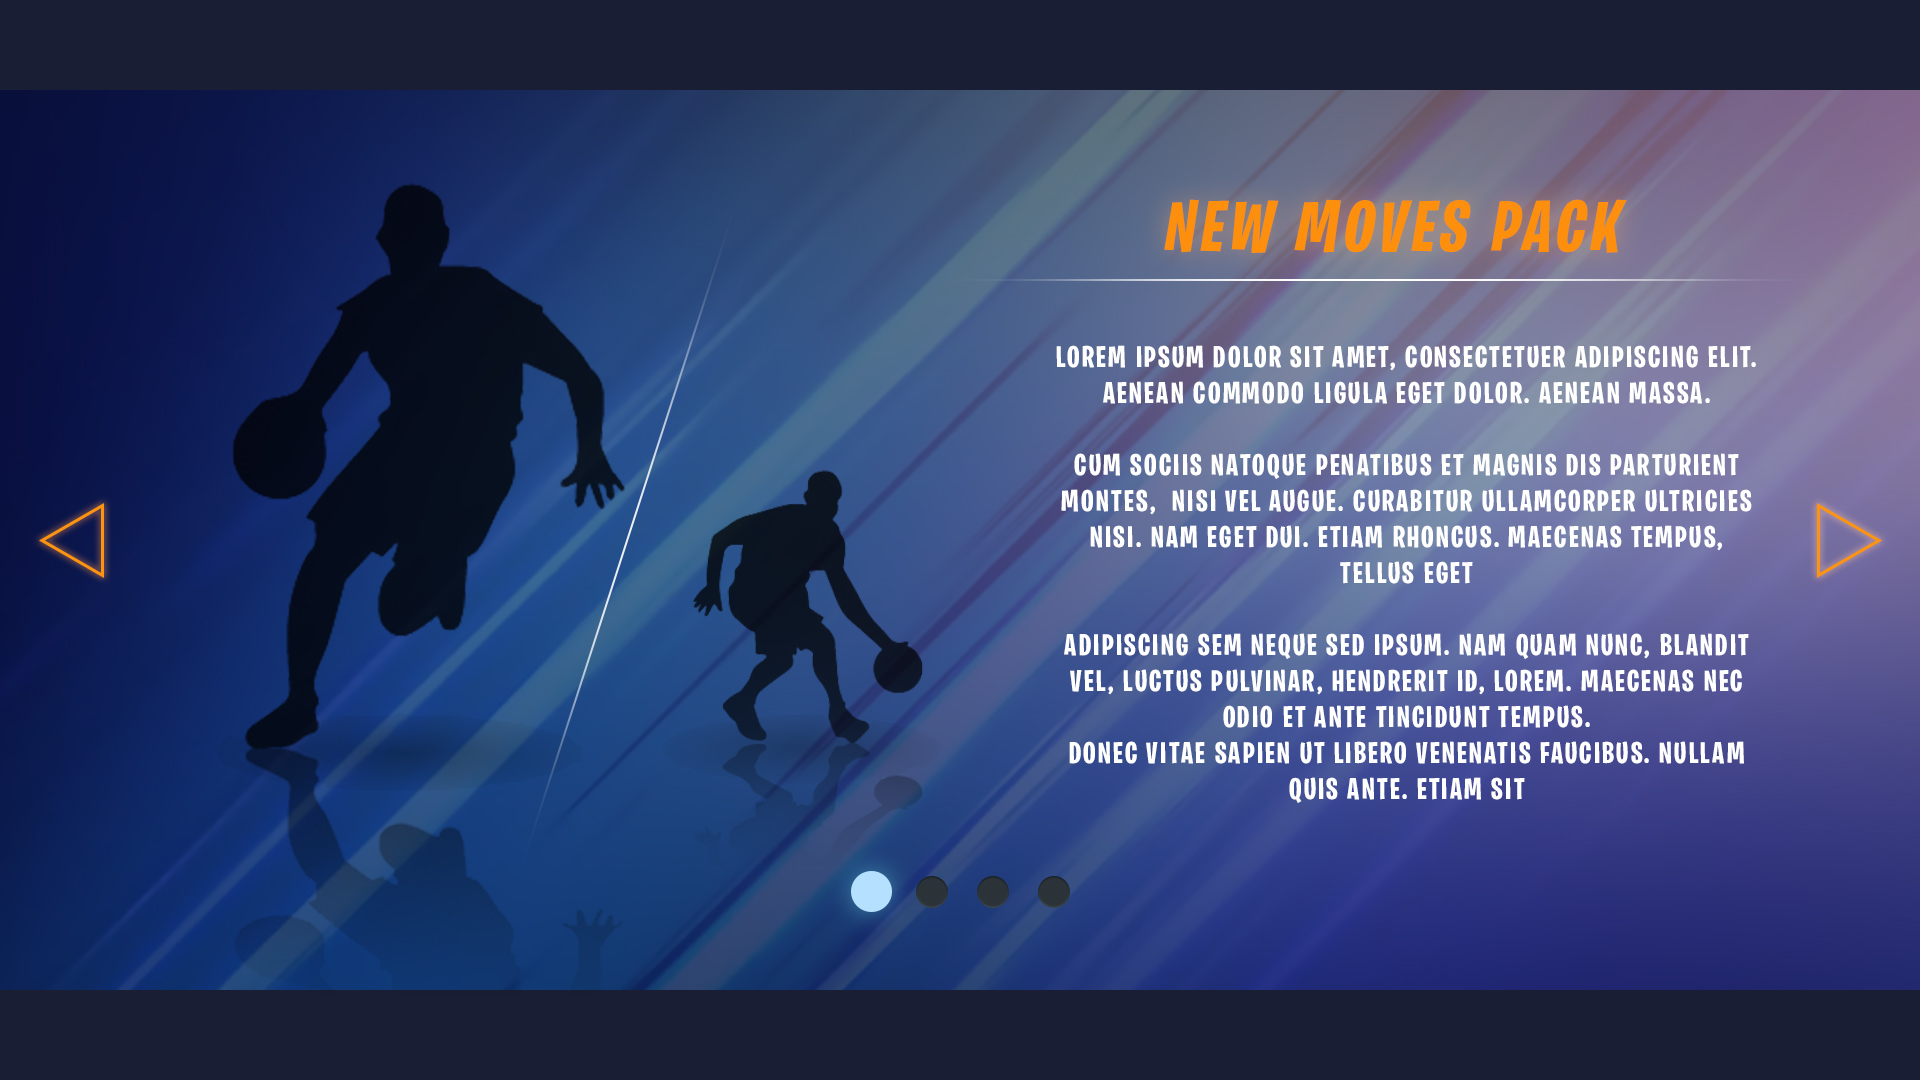 NEW MOVES PACK
LOREM IPSUM DOLOR SIT AMET, CONSECTETUER ADIPISCING ELIT.
AENEAN COMMODO LIGULA EGET DOLOR. AENEAN MASSA.
CUM SOCIIS NATOQUE PENATIBUS ET MAGNIS DIS PARTURIENT
MONTES,  NISI VEL AUGUE. CURABITUR ULLAMCORPER ULTRICIES
NISI. NAM EGET DUI. ETIAM RHONCUS. MAECENAS TEMPUS,
TELLUS EGET
ADIPISCING SEM NEQUE SED IPSUM. NAM QUAM NUNC, BLANDIT
VEL, LUCTUS PULVINAR, HENDRERIT ID, LOREM. MAECENAS NEC
ODIO ET ANTE TINCIDUNT TEMPUS.
DONEC VITAE SAPIEN UT LIBERO VENENATIS FAUCIBUS. NULLAM
QUIS ANTE. ETIAM SIT